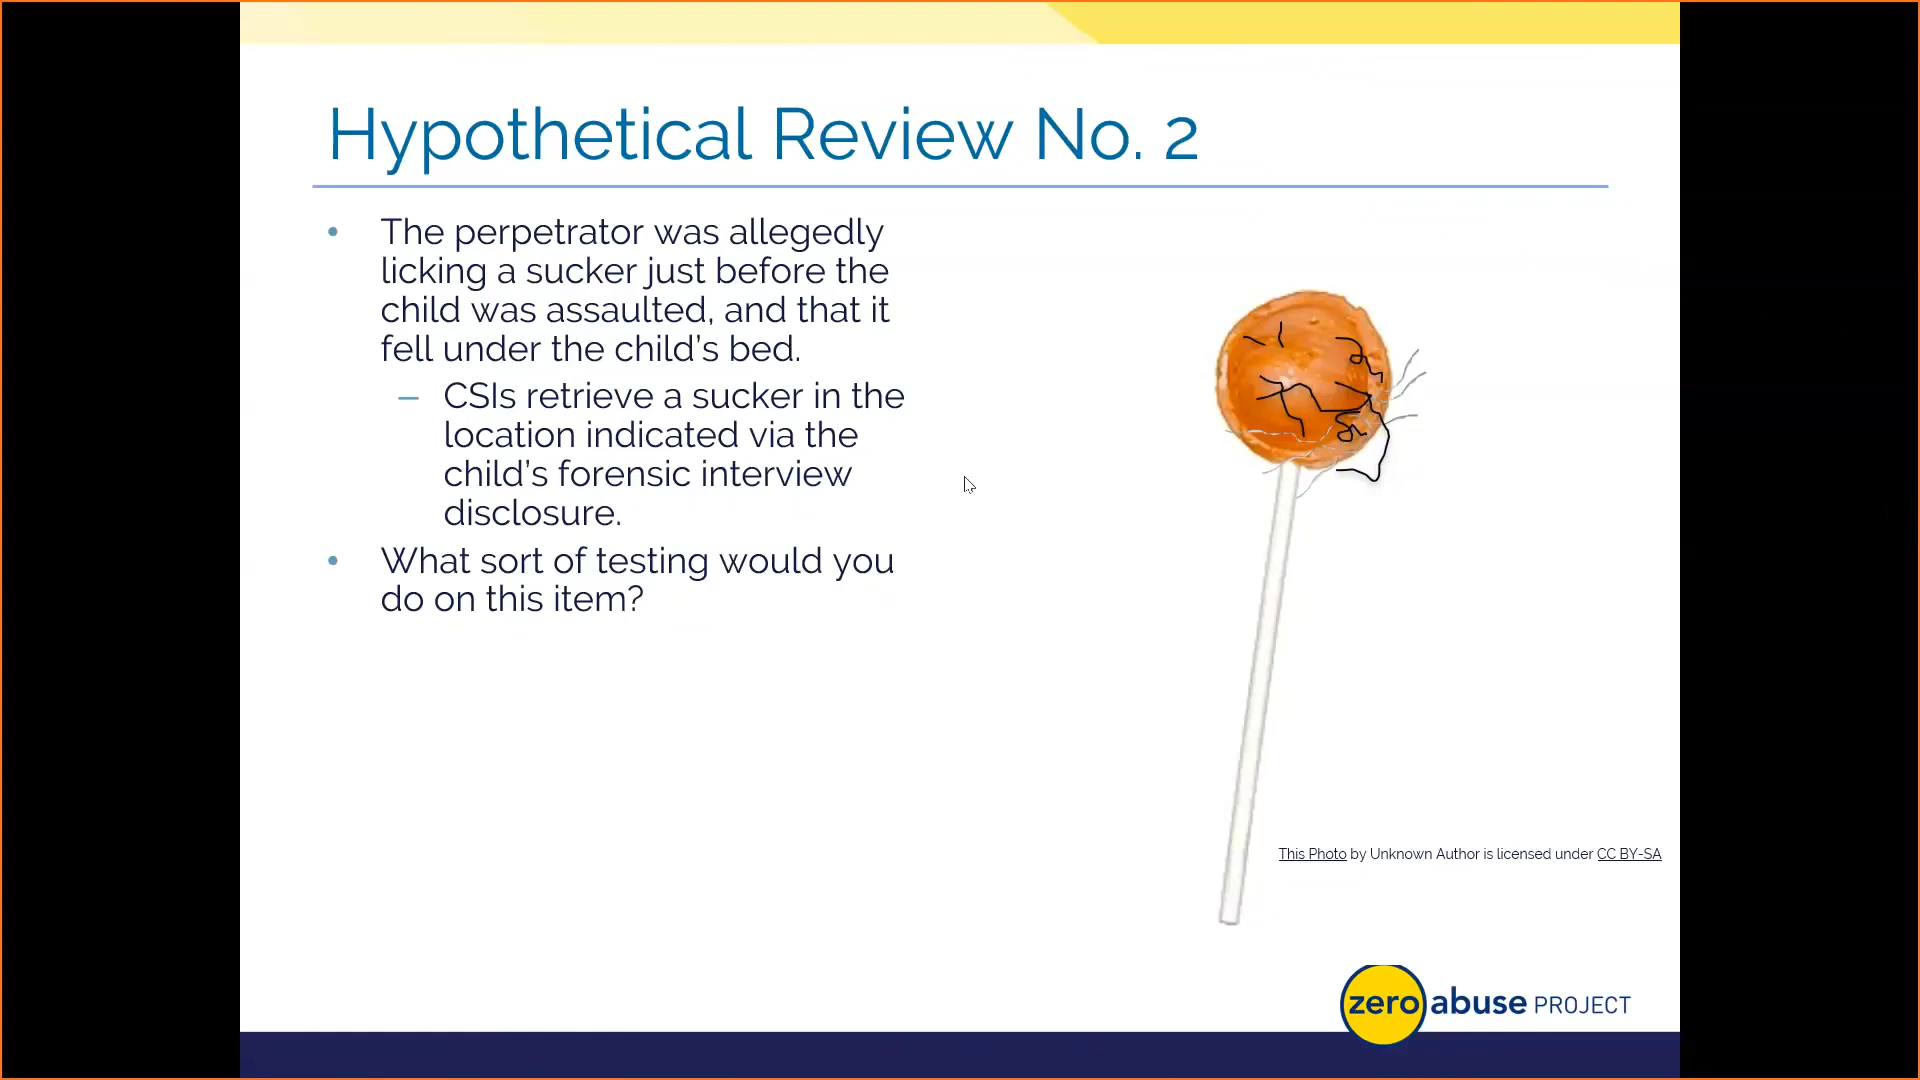 Hypothetical Review No. 2
• The perpetrator was allegedly
licking a sucker just before the
child was assaulted, and that it
fell under the child's bed.
– CSIs retrieve a sucker in the
location indicated via the
child's forensic interview
disclosure.
• What sort of testing would you
do on this item?
This Photo by Unknown Author is licensed under CC BY-SA
zero abuse PROJECT